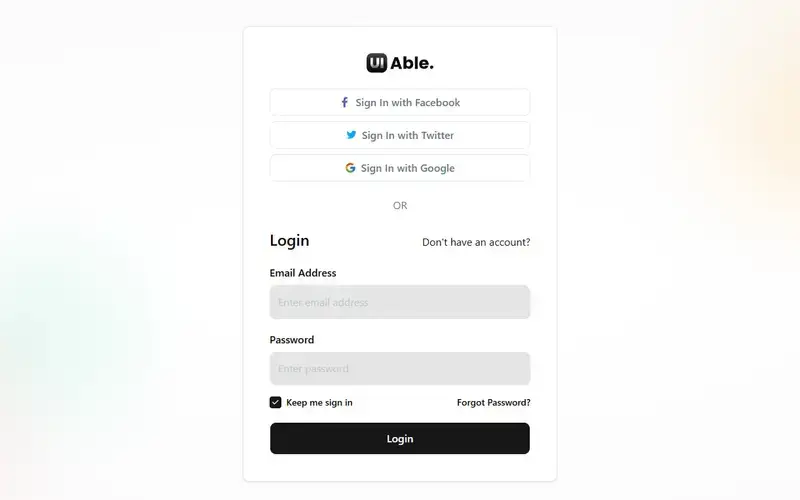 UI Able.
Sign In with Facebook
Sign In with Twitter
Sign In with Google
OR
Login Don't have an account?
Email Address
Enter email address
Password
Enter password
Keep me sign in Forgot Password?
Login